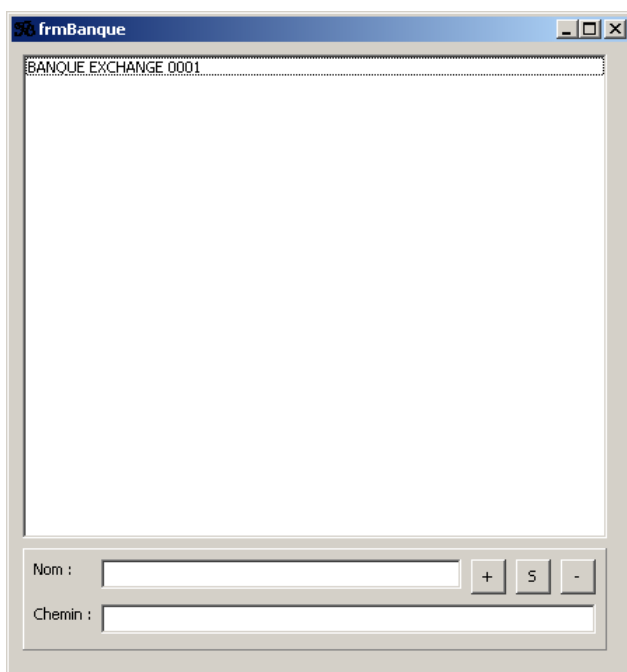 frmBanque
BANQUE EXCHANGE 0001
Nom :
+ S -
Chemin :